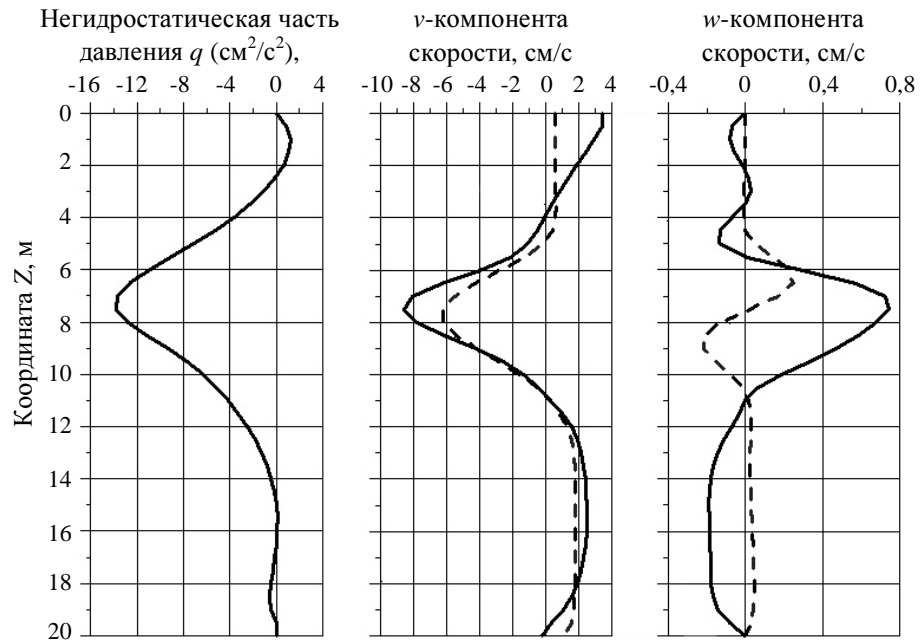 Негидростатическая часть
давления q (см²/с²),
-16 -12 -8 -4 0 4
v-компонента
скорости, см/с
-10 -8 -6 -4 -2 0 2 4
w-компонента
скорости, см/с
-0,4 0 0,4 0,8
Координата Z, м
0
2
4
6
8
10
12
14
16
18
20